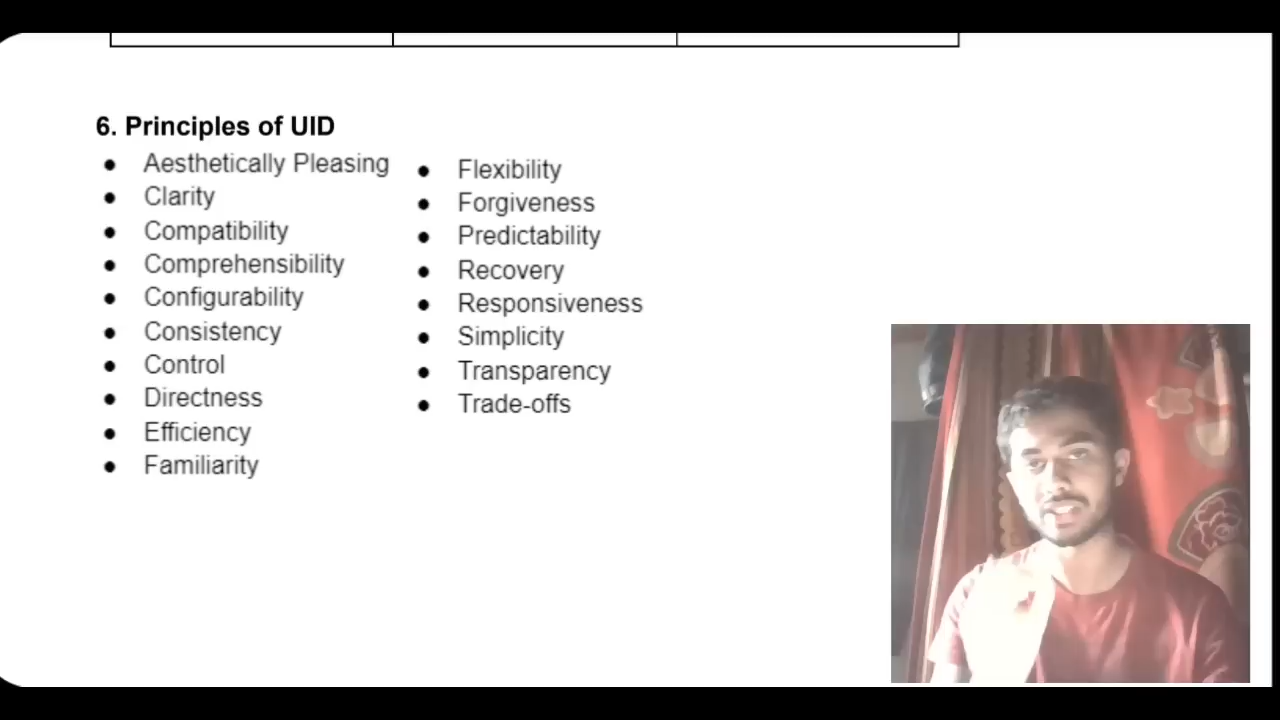 6. Principles of UID
Aesthetically Pleasing
Clarity
Compatibility
Comprehensibility
Configurability
Consistency
Control
Directness
Efficiency
Familiarity
Flexibility
Forgiveness
Predictability
Recovery
Responsiveness
Simplicity
Transparency
Trade-offs